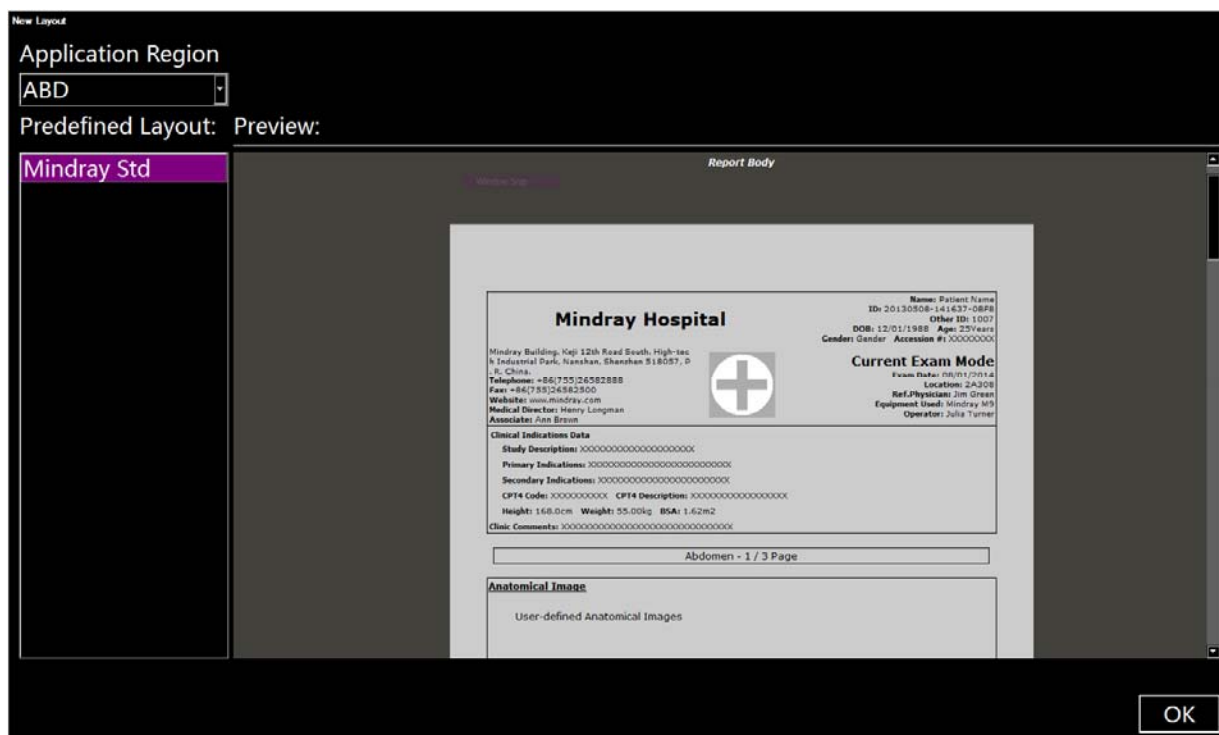 New Layout
Application Region
ABD
Predefined Layout: Preview:
Mindray Std
Report Body
Window Snip
Mindray Hospital
Mindray Building, Keji 12th Road South, High-tec
h Industrial Park, Nanshan, Shenzhen 518057, P
. R. China.
Telephone: +86(755)26582888
Fax: +86(755)26582500
Website: www.mindray.com
Medical Director: Henry Longman
Associate: Ann Brown
Name: Patient Name
ID: 20130508-141637-08F8
Other ID: 1007
DOB: 12/01/1988 Age: 25Years
Gender: Gender Accession #: XXXXXXXX
Current Exam Mode
Exam Date: 08/01/2014
Location: 2A308
Ref.Physician: Jim Green
Equipment Used: Mindray M9
Operator: Julia Turner
Clinical Indications Data
Study Description: XXXXXXXXXXXXXXXXXXXX
Primary Indications: XXXXXXXXXXXXXXXXXXXXXXXXX
Secondary Indications: XXXXXXXXXXXXXXXXXXXXXXX
CPT4 Code: XXXXXXXXXX CPT4 Description: XXXXXXXXXXXXXXXXX
Height: 168.0cm Weight: 55.00kg BSA: 1.62m2
Clinic Comments: XXXXXXXXXXXXXXXXXXXXXXXXXXXXXX
Abdomen - 1 / 3 Page
Anatomical Image
User-defined Anatomical Images
OK